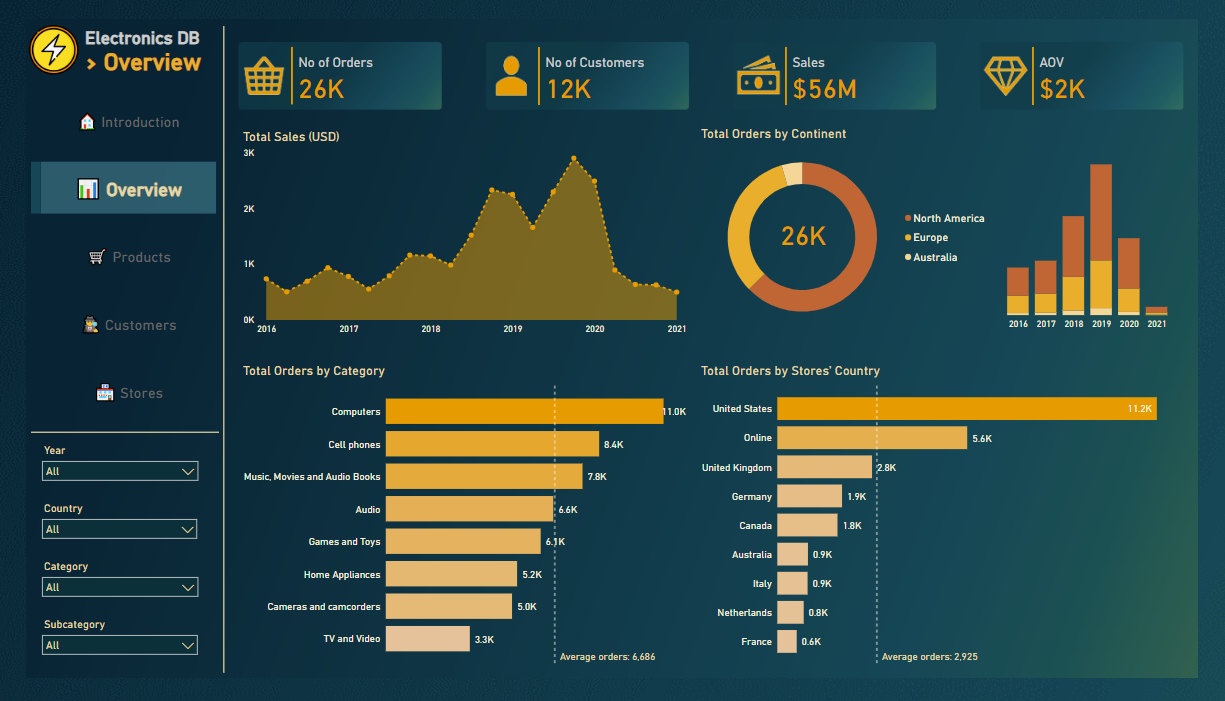 Electronics DB
> Overview
Introduction
Overview
Products
Customers
Stores
Year
All
Country
All
Category
All
Subcategory
All
No of Orders
26K
No of Customers
12K
Sales
$56M
AOV
$2K
Total Sales (USD)
3K
2K
1K
0K
2016 2017 2018 2019 2020 2021
Total Orders by Continent
26K
North America
Europe
Australia
2016 2017 2018 2019 2020 2021
Total Orders by Category
Computers 11.0K
Cell phones 8.4K
Music, Movies and Audio Books 7.8K
Audio 6.6K
Games and Toys 6.1K
Home Appliances 5.2K
Cameras and camcorders 5.0K
TV and Video 3.3K
Average orders: 6,686
Total Orders by Stores' Country
United States 11.2K
Online 5.6K
United Kingdom 2.8K
Germany 1.9K
Canada 1.8K
Australia 0.9K
Italy 0.9K
Netherlands 0.8K
France 0.6K
Average orders: 2,925